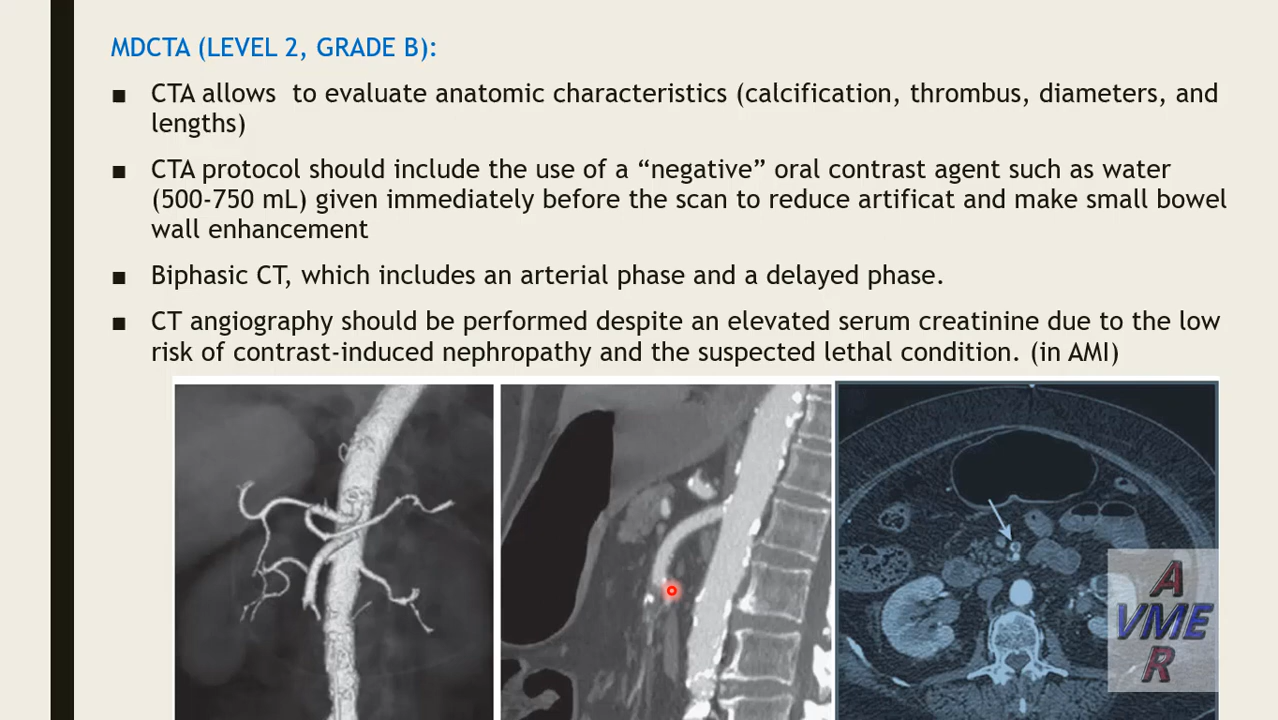 MDCTA (LEVEL 2, GRADE B):
■ CTA allows to evaluate anatomic characteristics (calcification, thrombus, diameters, and
lengths)
■ CTA protocol should include the use of a “negative” oral contrast agent such as water
(500-750 mL) given immediately before the scan to reduce artificat and make small bowel
wall enhancement
■ Biphasic CT, which includes an arterial phase and a delayed phase.
■ CT angiography should be performed despite an elevated serum creatinine due to the low
risk of contrast-induced nephropathy and the suspected lethal condition. (in AMI)
A
VMER
R